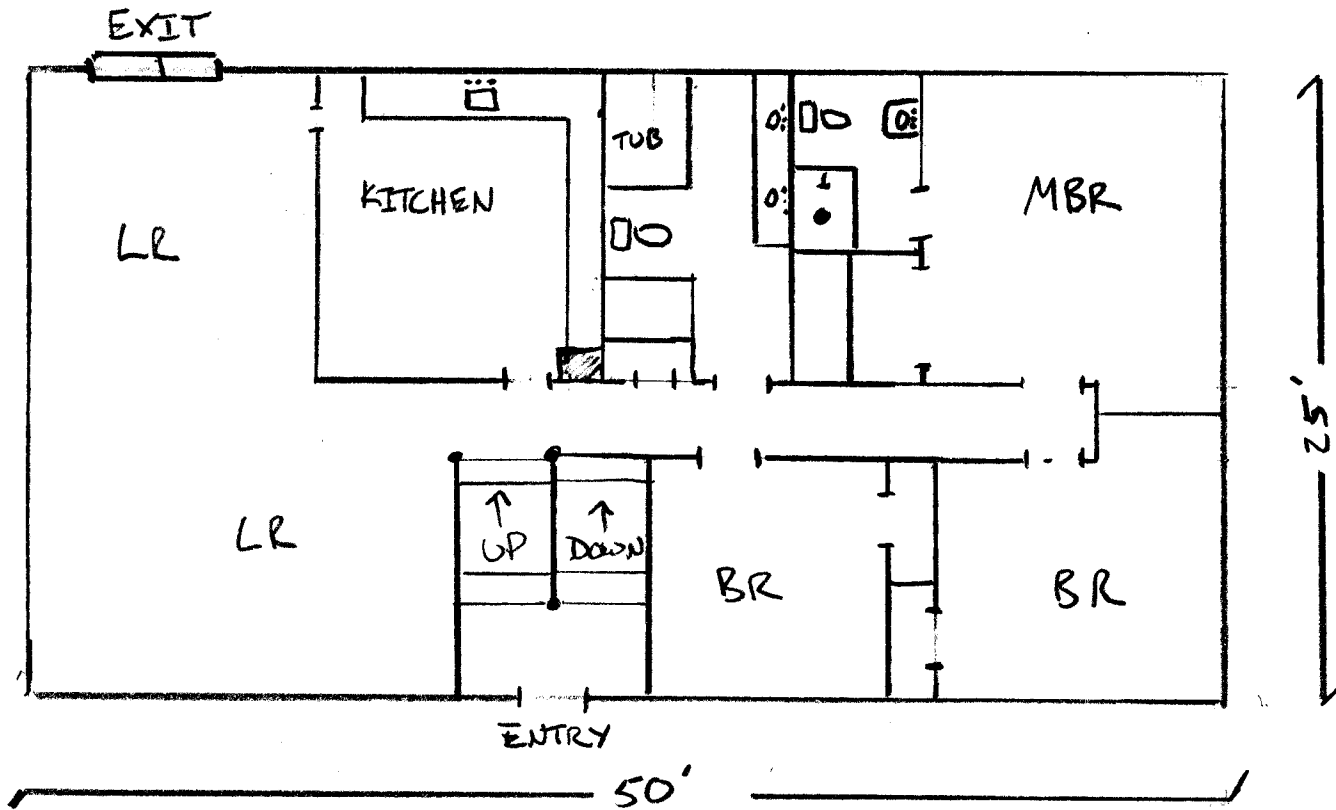 EXIT
TUB
KITCHEN
MBR
LR
25'
LR
UP
DOWN
BR
BR
ENTRY
50'